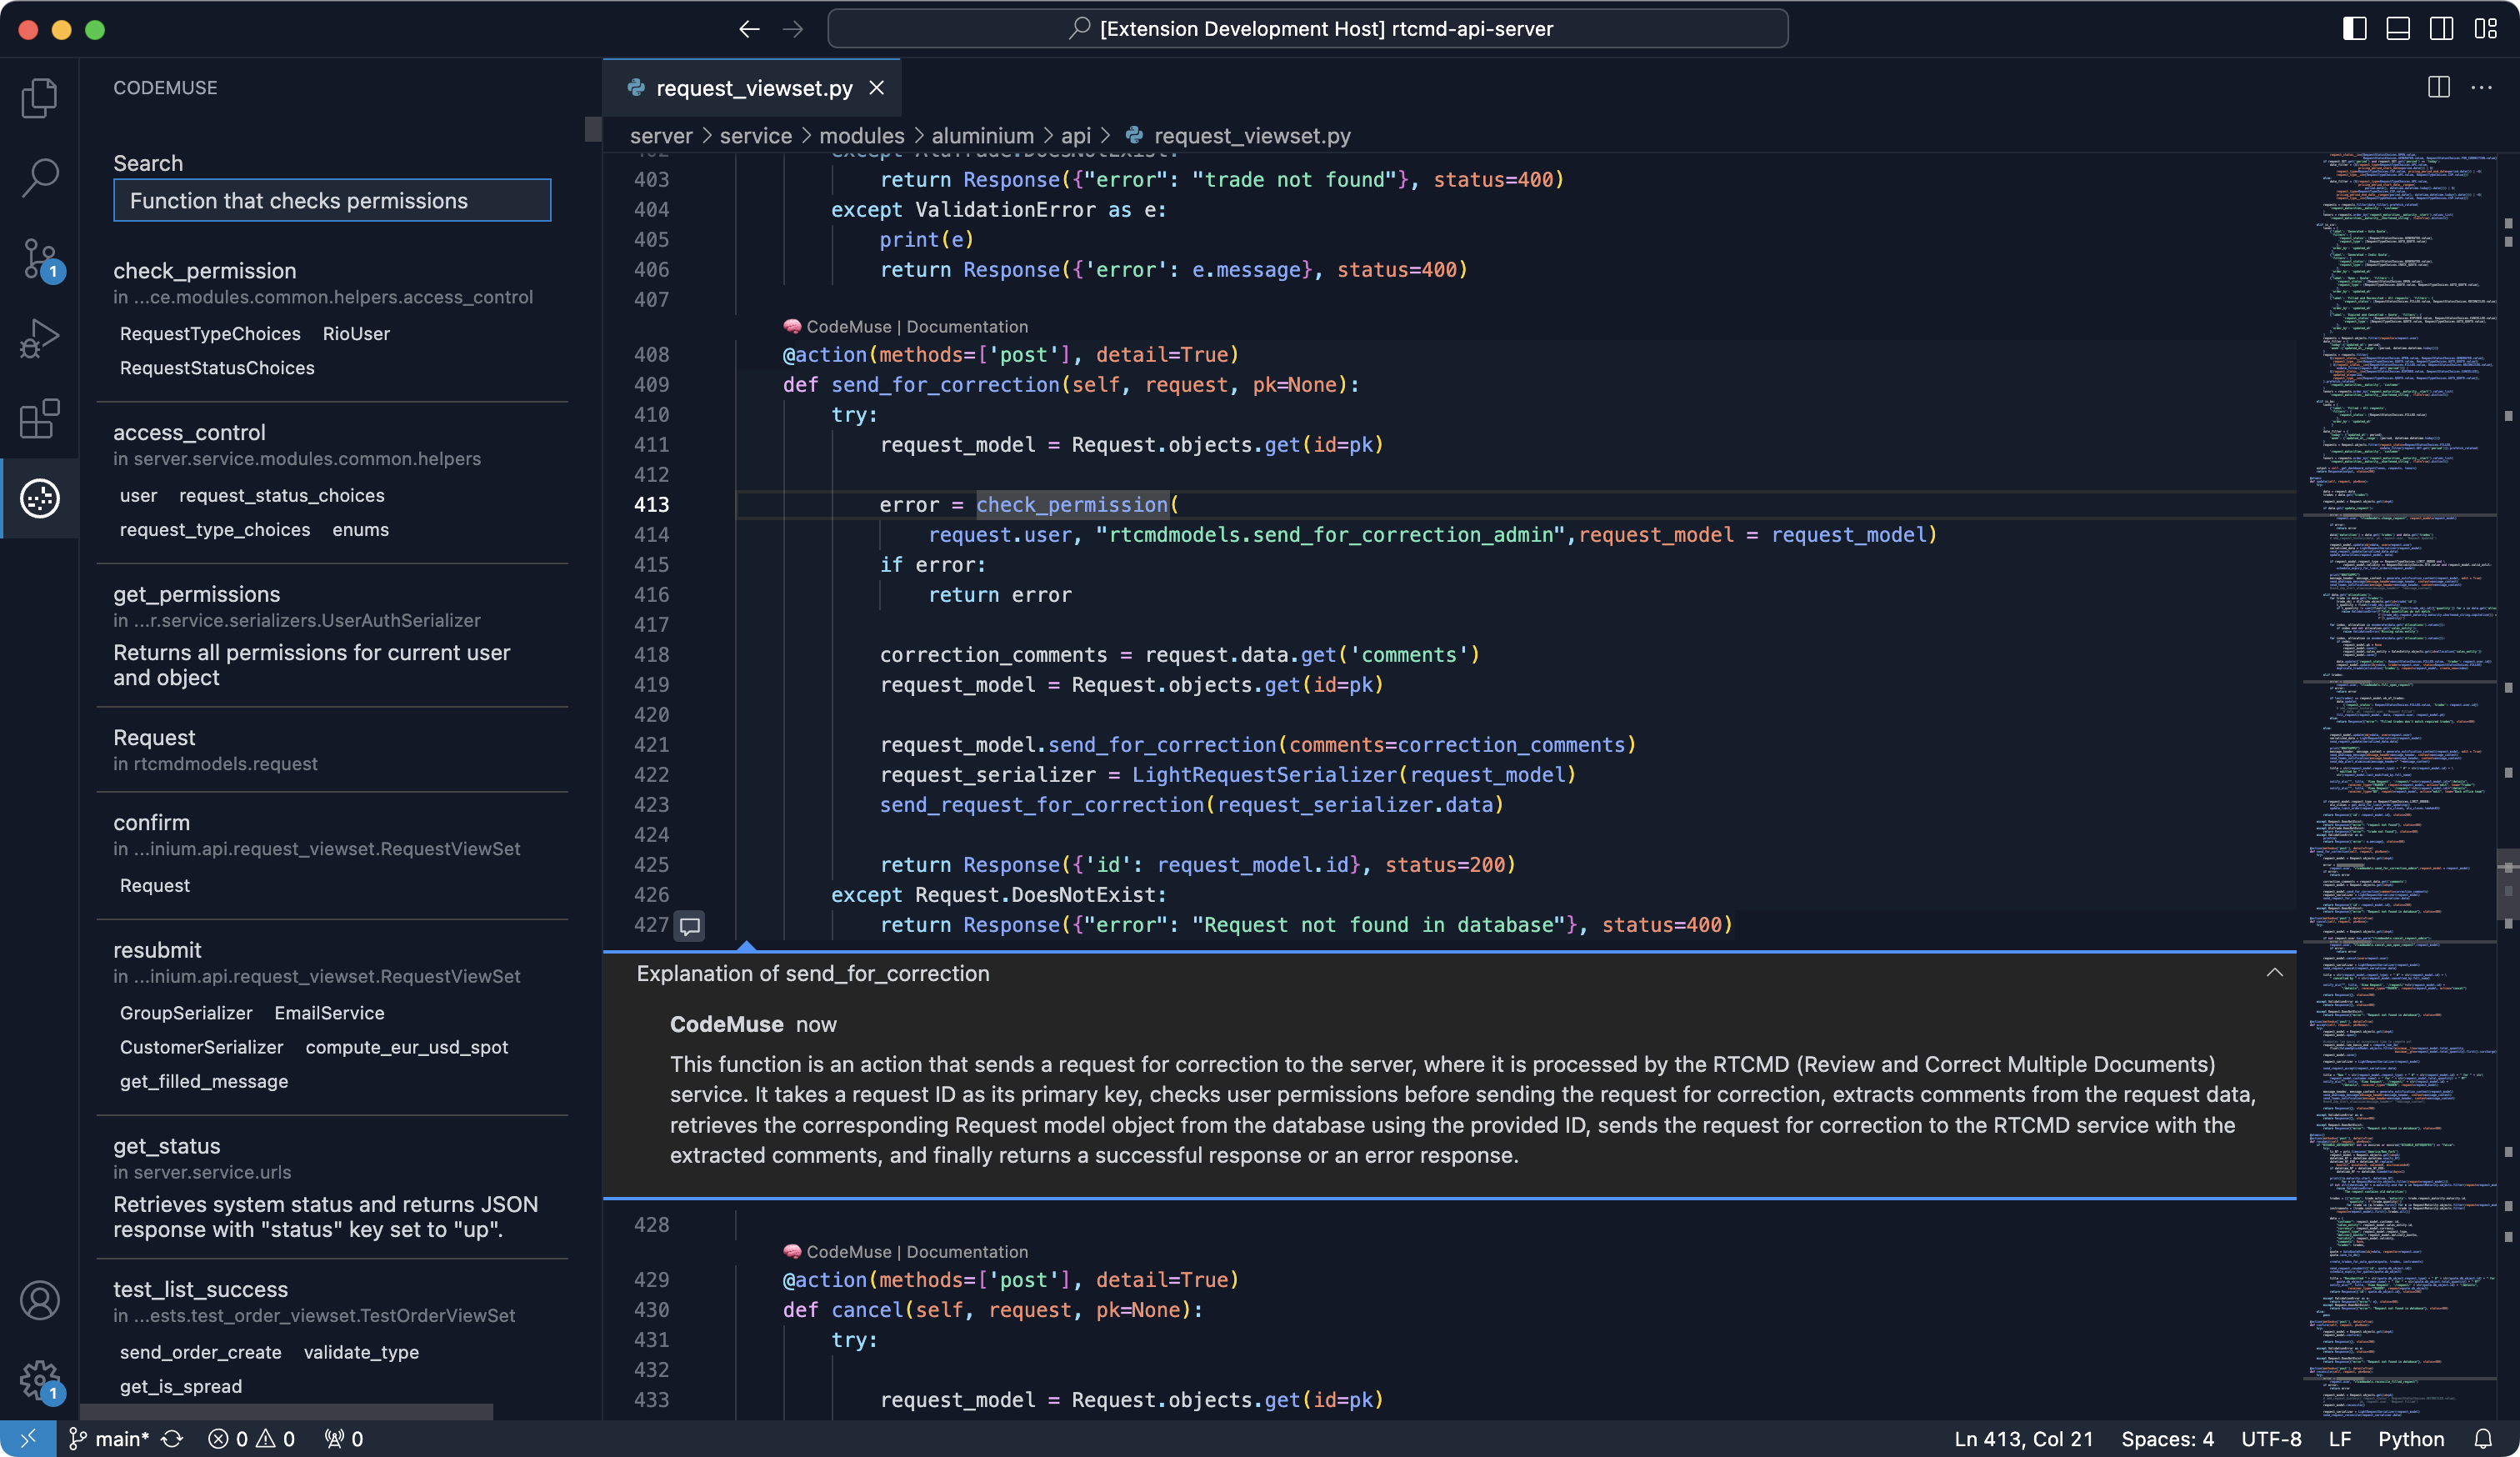 [Extension Development Host] rtcmd-api-server
CODEMUSE
Search
Function that checks permissions
check_permission
in ...ce.modules.common.helpers.access_control
RequestTypeChoices RioUser
RequestStatusChoices
access_control
in server.service.modules.common.helpers
user request_status_choices
request_type_choices enums
get_permissions
in ...r.service.serializers.UserAuthSerializer
Returns all permissions for current user
and object
Request
in rtcmdmodels.request
confirm
in ...inium.api.request_viewset.RequestViewSet
Request
resubmit
in ...inium.api.request_viewset.RequestViewSet
GroupSerializer EmailService
CustomerSerializer compute_eur_usd_spot
get_filled_message
get_status
in server.service.urls
Retrieves system status and returns JSON
response with "status" key set to "up".
test_list_success
in ...ests.test_order_viewset.TestOrderViewSet
send_order_create validate_type
get_is_spread
1
1
request_viewset.py
server > service > modules > aluminium > api > request_viewset.py
403 return Response({"error": "trade not found"}, status=400)
404 except ValidationError as e:
405 print(e)
406 return Response({'error': e.message}, status=400)
407
CodeMuse | Documentation
408 @action(methods=['post'], detail=True)
409 def send_for_correction(self, request, pk=None):
410 try:
411 request_model = Request.objects.get(id=pk)
412
413 error = check_permission(
414 request.user, "rtcmdmodels.send_for_correction_admin",request_model = request_model)
415 if error:
416 return error
417
418 correction_comments = request.data.get('comments')
419 request_model = Request.objects.get(id=pk)
420
421 request_model.send_for_correction(comments=correction_comments)
422 request_serializer = LightRequestSerializer(request_model)
423 send_request_for_correction(request_serializer.data)
424
425 return Response({'id': request_model.id}, status=200)
426 except Request.DoesNotExist:
427 return Response({"error": "Request not found in database"}, status=400)
Explanation of send_for_correction
CodeMuse now
This function is an action that sends a request for correction to the server, where it is processed by the RTCMD (Review and Correct Multiple Documents)
service. It takes a request ID as its primary key, checks user permissions before sending the request for correction, extracts comments from the request data,
retrieves the corresponding Request model object from the database using the provided ID, sends the request for correction to the RTCMD service with the
extracted comments, and finally returns a successful response or an error response.
428
CodeMuse | Documentation
429 @action(methods=['post'], detail=True)
430 def cancel(self, request, pk=None):
431 try:
432
433 request_model = Request.objects.get(id=pk)
main* 0 0 0
Ln 413, Col 21 Spaces: 4 UTF-8 LF Python